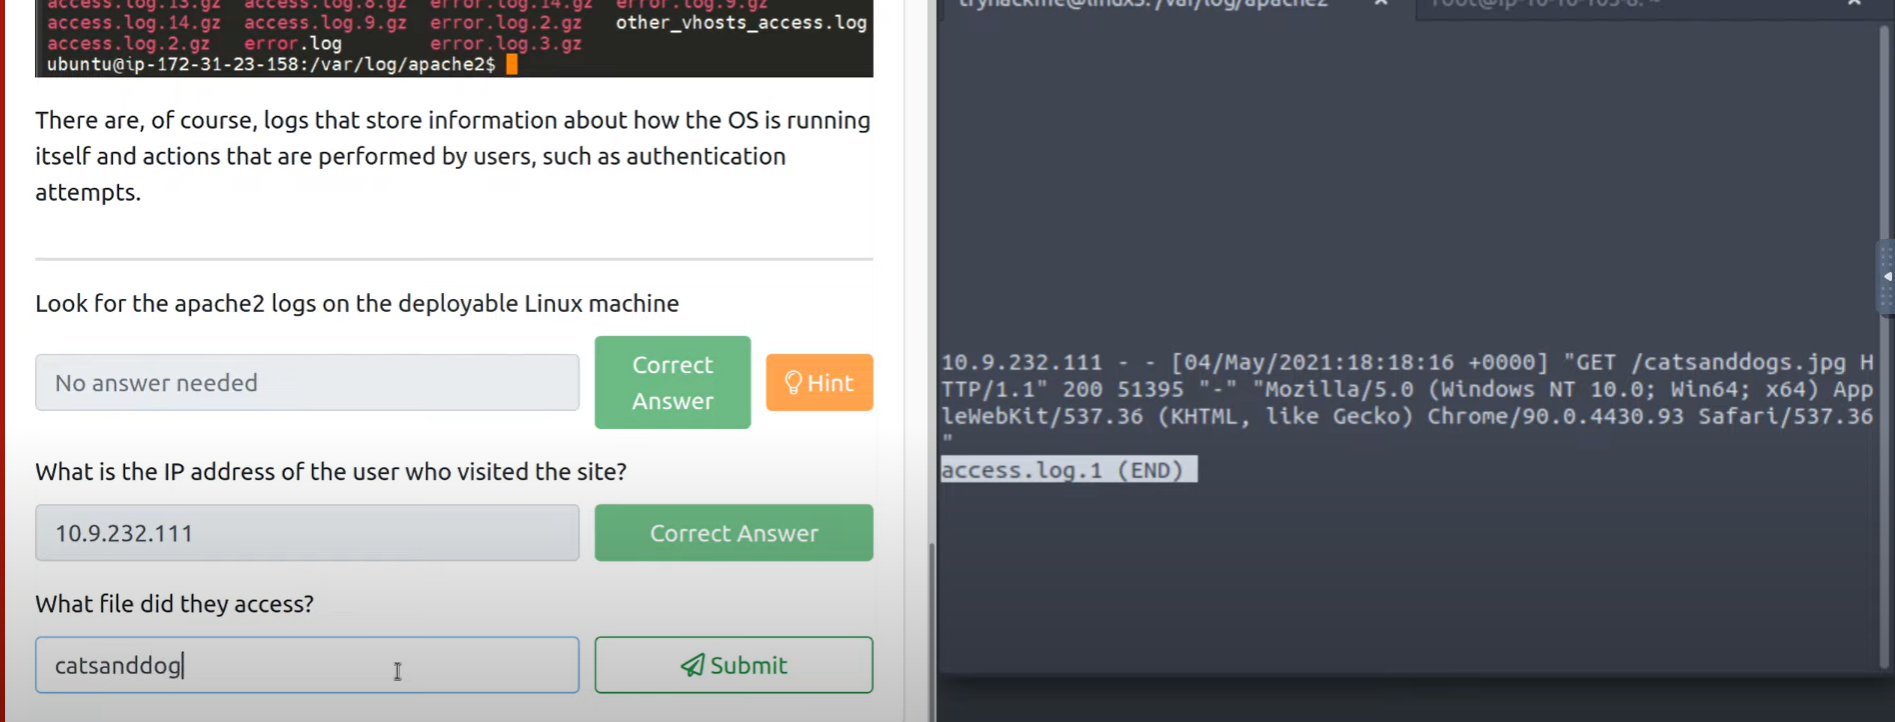 access.log.13.gz access.log.8.gz error.log.14.gz error.log.9.gz
access.log.14.gz access.log.9.gz error.log.2.gz other_vhosts_access.log
access.log.2.gz error.log error.log.3.gz
ubuntu@ip-172-31-23-158:/var/log/apache2$
There are, of course, logs that store information about how the OS is running
itself and actions that are performed by users, such as authentication
attempts.
Look for the apache2 logs on the deployable Linux machine
No answer needed
Correct
Answer
Hint
What is the IP address of the user who visited the site?
10.9.232.111
Correct Answer
What file did they access?
catsanddog
Submit
tryhackme@linux3: /var/log/apache2
10.9.232.111 - - [04/May/2021:18:18:16 +0000] "GET /catsanddogs.jpg H
TTP/1.1" 200 51395 "-" "Mozilla/5.0 (Windows NT 10.0; Win64; x64) App
leWebKit/537.36 (KHTML, like Gecko) Chrome/90.0.4430.93 Safari/537.36
"
access.log.1 (END)